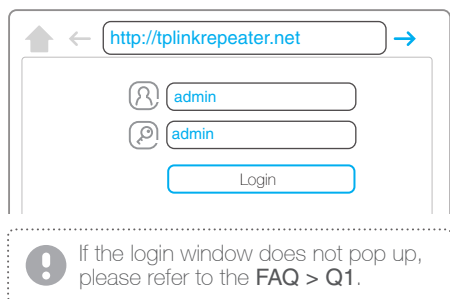 http://tplinkrepeater.net
admin
admin
Login
If the login window does not pop up,
please refer to the FAQ > Q1.